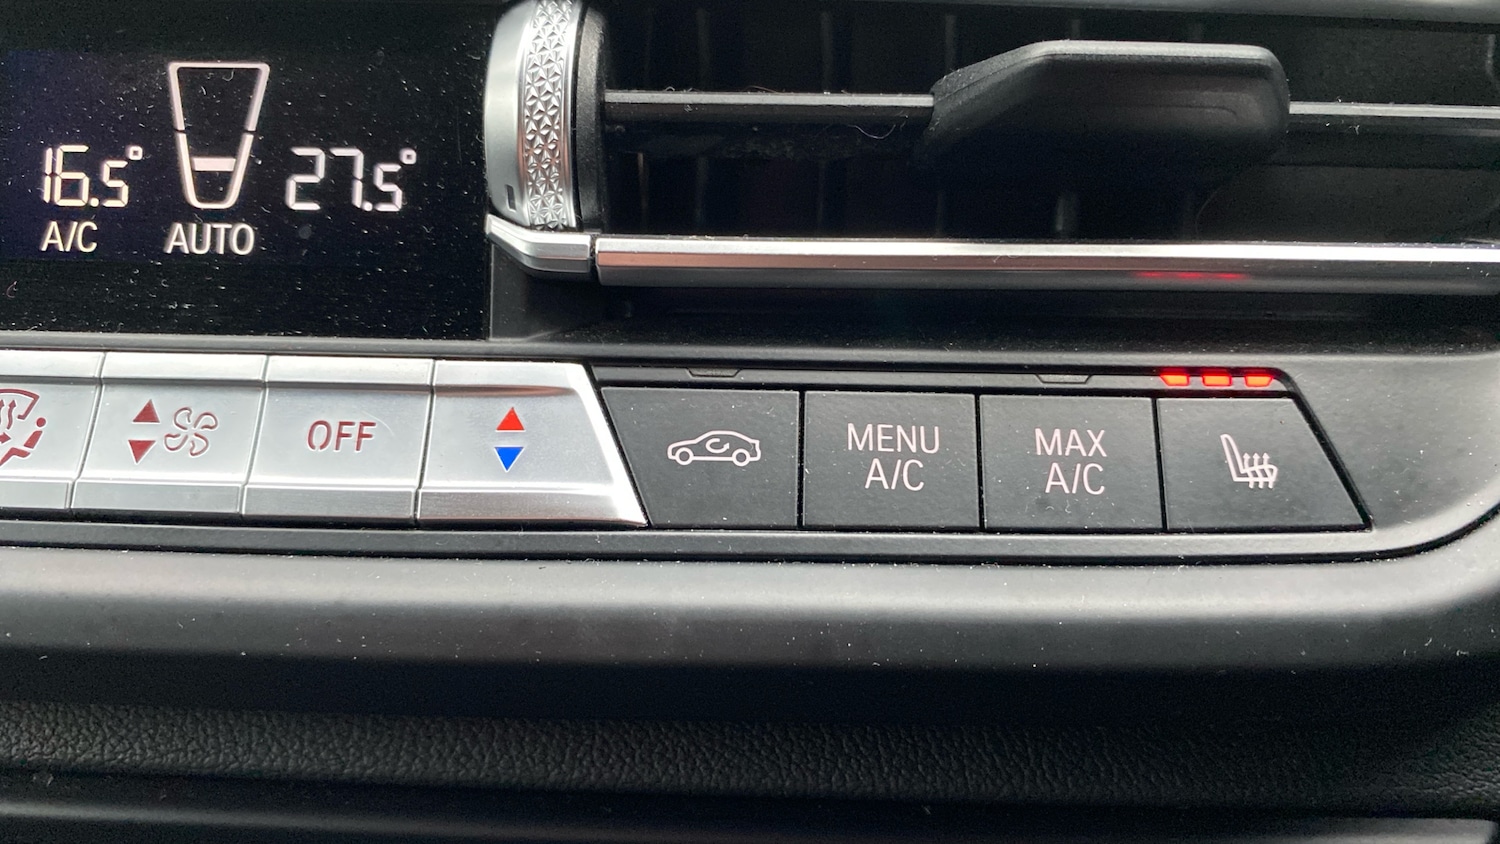 16.5° 27.5°
A/C AUTO
OFF
MENU
A/C
MAX
A/C